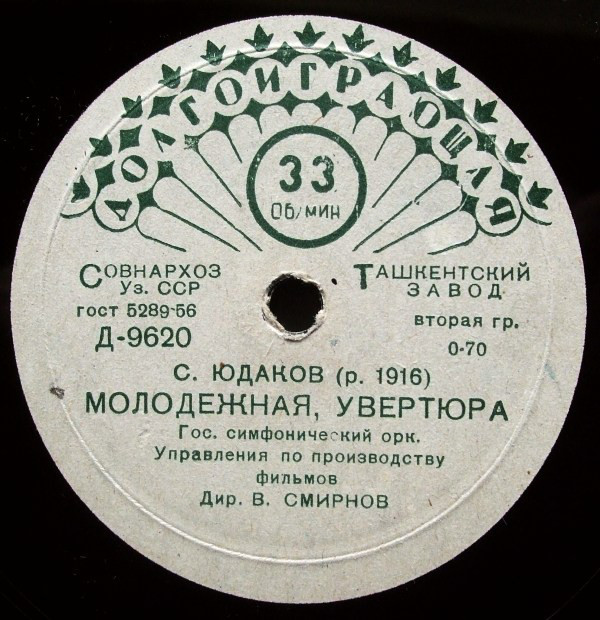 ДОЛГОИГРАЮЩАЯ
33
Об/мин
Совнархоз
Уз. ССР
гост 5289-56
Д-9620
Ташкентский
завод
вторая гр.
0-70
С. ЮДАКОВ (р. 1916)
МОЛОДЕЖНАЯ, УВЕРТЮРА
Гос. симфонический орк.
Управления по производству
фильмов
Дир. В. СМИРНОВ